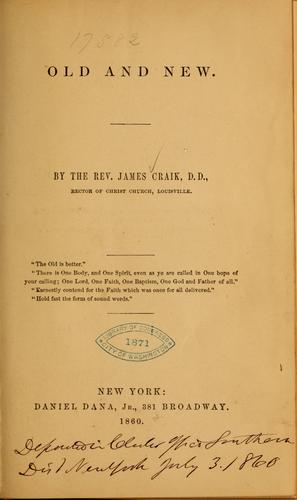 17582
OLD AND NEW.
BY THE REV. JAMES CRAIK, D.D.,
RECTOR OF CHRIST CHURCH, LOUISVILLE.
"The Old is better."
"There is One Body, and One Spirit, even as ye are called in One hope of
your calling; One Lord, One Faith, One Baptism, One God and Father of all."
"Earnestly contend for the Faith which was once for all delivered."
"Hold fast the form of sound words."
LIBRARY OF CONGRESS
1871
CITY OF WASHINGTON
NEW YORK:
DANIEL DANA, JR., 381 BROADWAY.
1860.
Deposited in Clerks Office Southern
Dist New York July 3. 1860